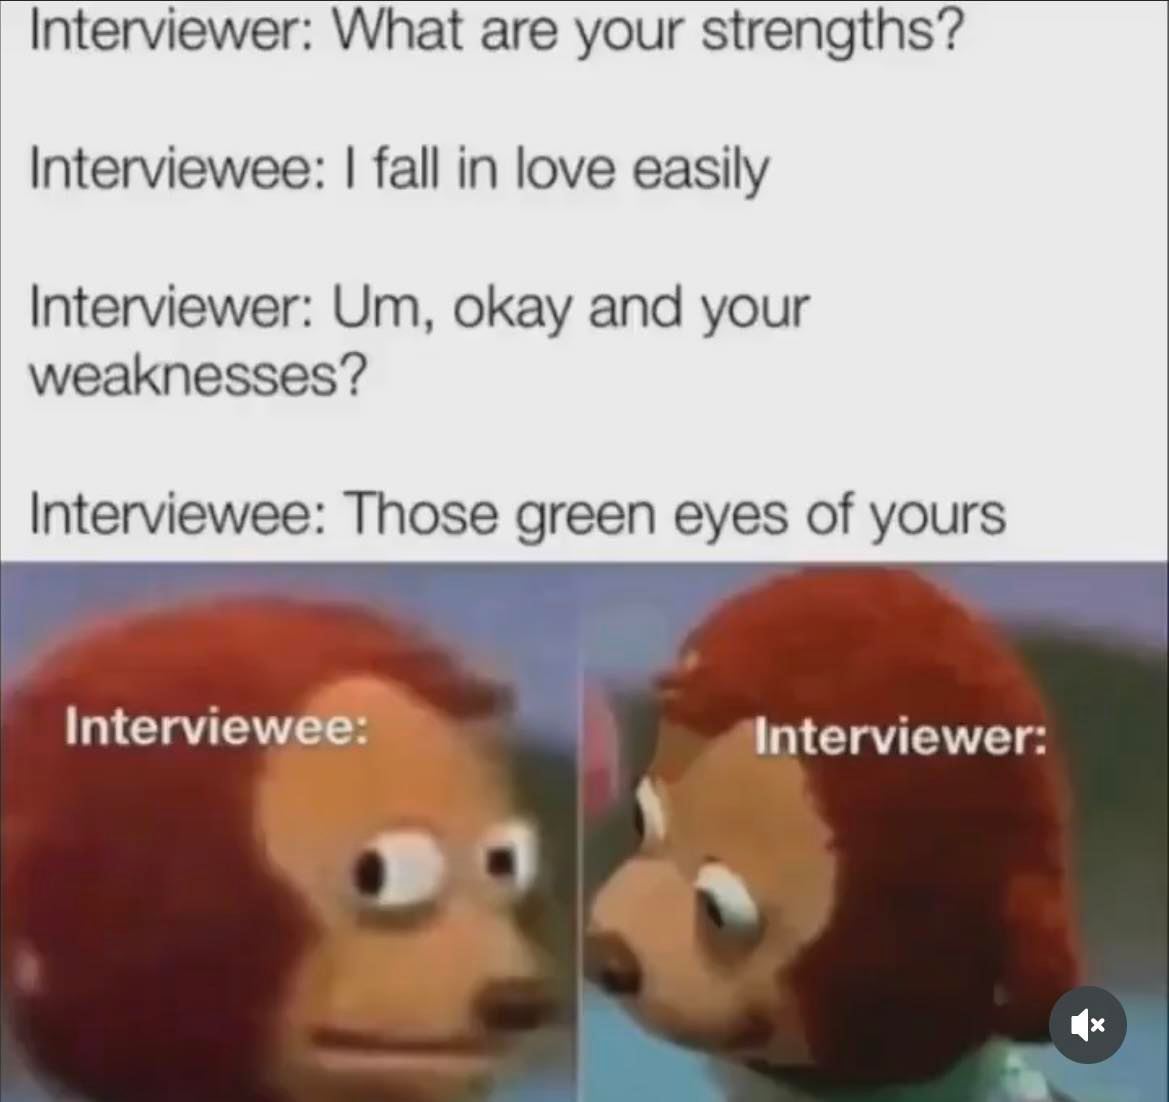 Interviewer: What are your strengths?
Interviewee: I fall in love easily
Interviewer: Um, okay and your
weaknesses?
Interviewee: Those green eyes of yours
Interviewee:
Interviewer: